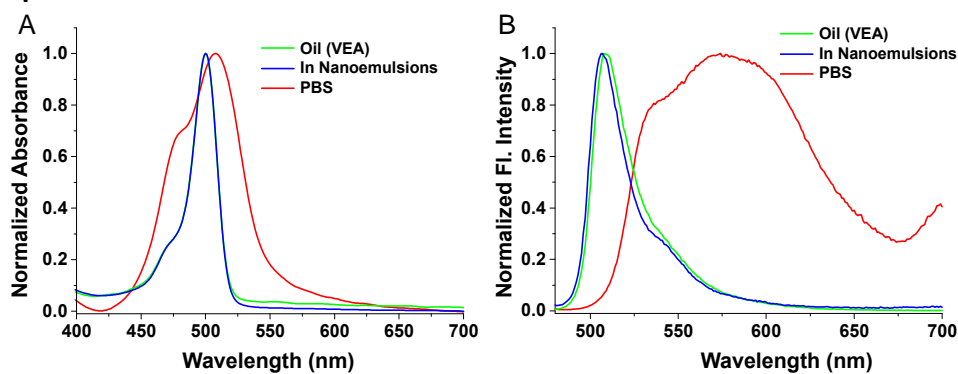 A
Oil (VEA)
In Nanoemulsions
PBS
Normalized Absorbance
1.0
0.8
0.6
0.4
0.2
0.0
400 450 500 550 600 650 700
Wavelength (nm)
B
Oil (VEA)
In Nanoemulsions
PBS
Normalized Fl. Intensity
1.0
0.8
0.6
0.4
0.2
0.0
500 550 600 650 700
Wavelength (nm)